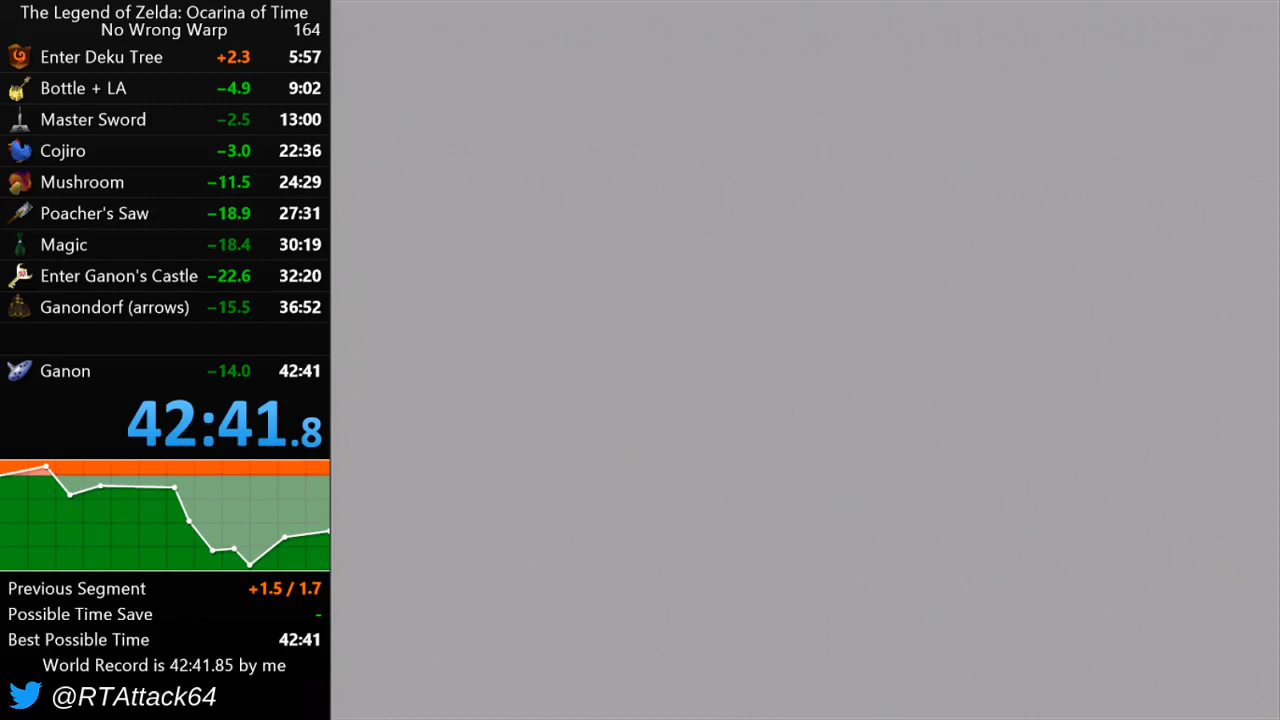 The Legend of Zelda: Ocarina of Time
No Wrong Warp 164
Enter Deku Tree +2.3 5:57
Bottle + LA −4.9 9:02
Master Sword −2.5 13:00
Cojiro −3.0 22:36
Mushroom −11.5 24:29
Poacher's Saw −18.9 27:31
Magic −18.4 30:19
Enter Ganon's Castle −22.6 32:20
Ganondorf (arrows) −15.5 36:52
Ganon −14.0 42:41
42:41.8
Previous Segment +1.5 / 1.7
Possible Time Save -
Best Possible Time 42:41
World Record is 42:41.85 by me
@RTAttack64